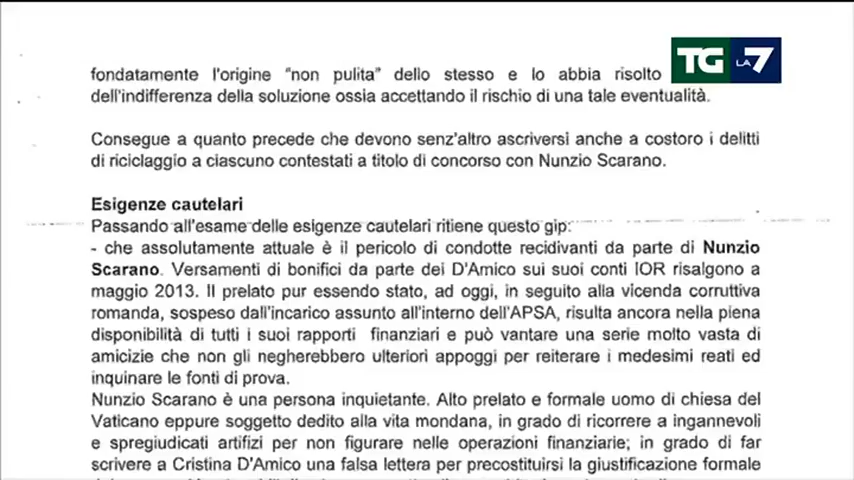 TG LA 7
fondatamente l'origine "non pulita" dello stesso e lo abbia risolto
dell'indifferenza della soluzione ossia accettando il rischio di una tale eventualità.
Consegue a quanto precede che devono senz'altro ascriversi anche a costoro i delitti
di riciclaggio a ciascuno contestati a titolo di concorso con Nunzio Scarano.
Esigenze cautelari
Passando all'esame delle esigenze cautelari ritiene questo gip:
- che assolutamente attuale è il pericolo di condotte recidivanti da parte di Nunzio
Scarano. Versamenti di bonifici da parte dei D'Amico sui suoi conti IOR risalgono a
maggio 2013. Il prelato pur essendo stato, ad oggi, in seguito alla vicenda corruttiva
romanda, sospeso dall'incarico assunto all'interno dell'APSA, risulta ancora nella piena
disponibilità di tutti i suoi rapporti finanziari e può vantare una serie molto vasta di
amicizie che non gli negherebbero ulteriori appoggi per reiterare i medesimi reati ed
inquinare le fonti di prova.
Nunzio Scarano è una persona inquietante. Alto prelato e formale uomo di chiesa del
Vaticano eppure soggetto dedito alla vita mondana, in grado di ricorrere a ingannevoli
e spregiudicati artifizi per non figurare nelle operazioni finanziarie; in grado di far
scrivere a Cristina D'Amico una falsa lettera per precostituirsi la giustificazione formale